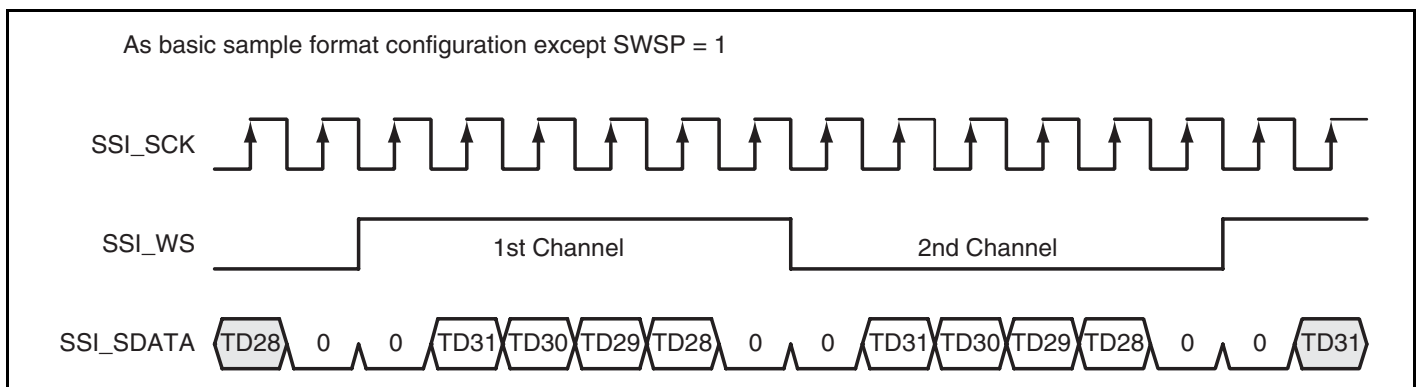 As basic sample format configuration except SWSP = 1
SSI_SCK
SSI_WS 1st Channel 2nd Channel
SSI_SDATA TD28 0 0 TD31 TD30 TD29 TD28 0 0 TD31 TD30 TD29 TD28 0 0 TD31